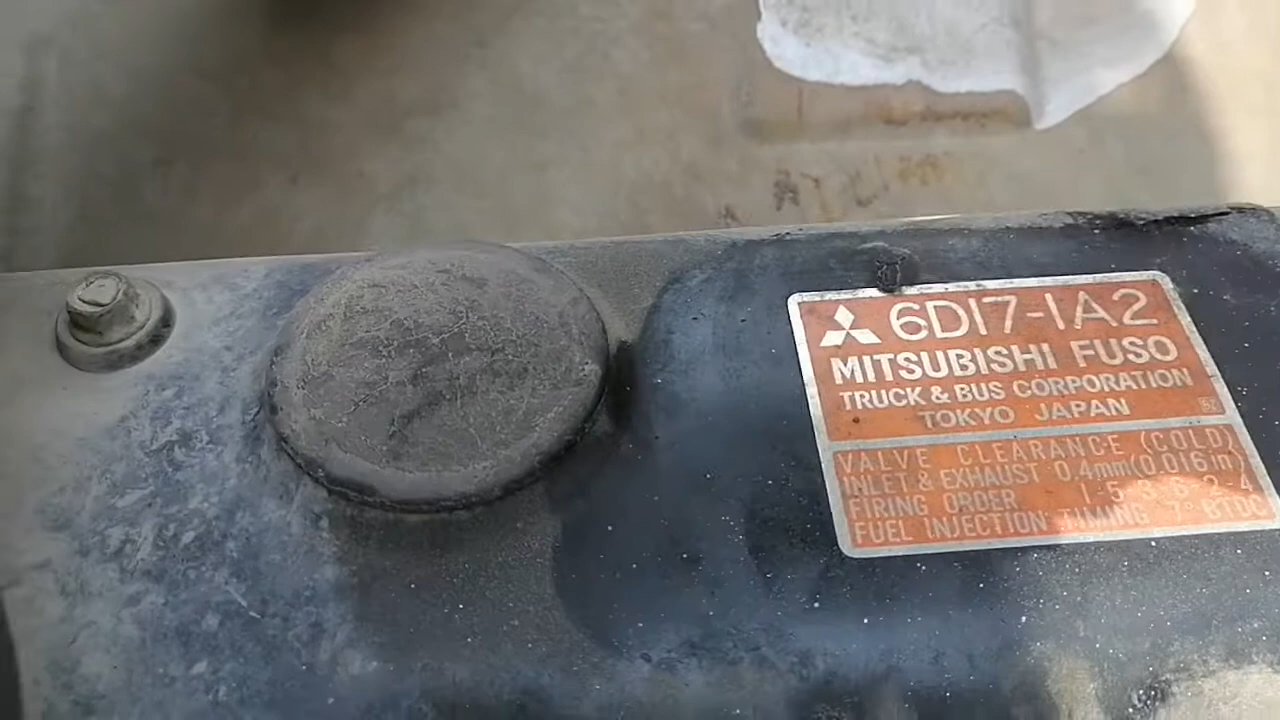 6D17-1A2
MITSUBISHI FUSO
TRUCK & BUS CORPORATION
TOKYO JAPAN
VALVE CLEARANCE (COLD)
INLET & EXHAUST 0.4mm(0.016in)
FIRING ORDER 1-5-3-6-2-4
FUEL INJECTION TIMING 7° BTDC